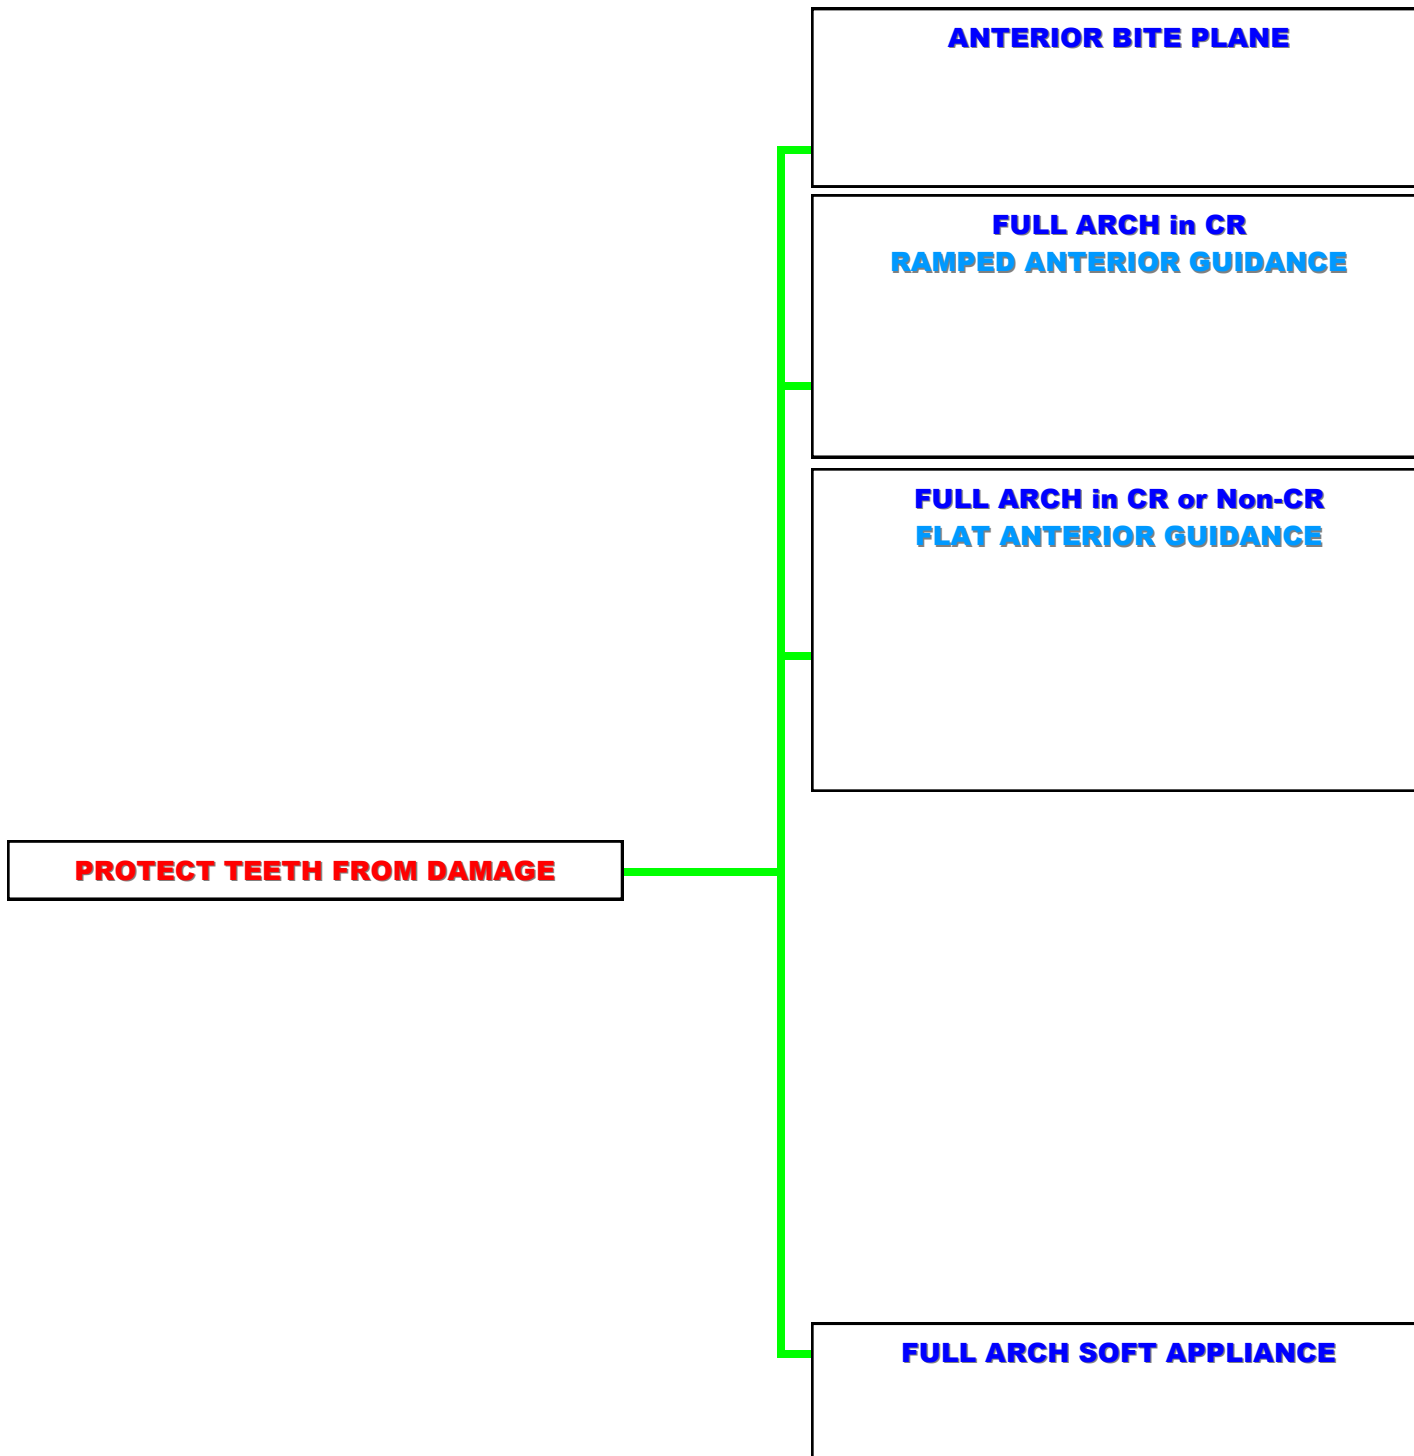 ANTERIOR BITE PLANE
FULL ARCH in CR
RAMPED ANTERIOR GUIDANCE
FULL ARCH in CR or Non-CR
FLAT ANTERIOR GUIDANCE
PROTECT TEETH FROM DAMAGE
FULL ARCH SOFT APPLIANCE